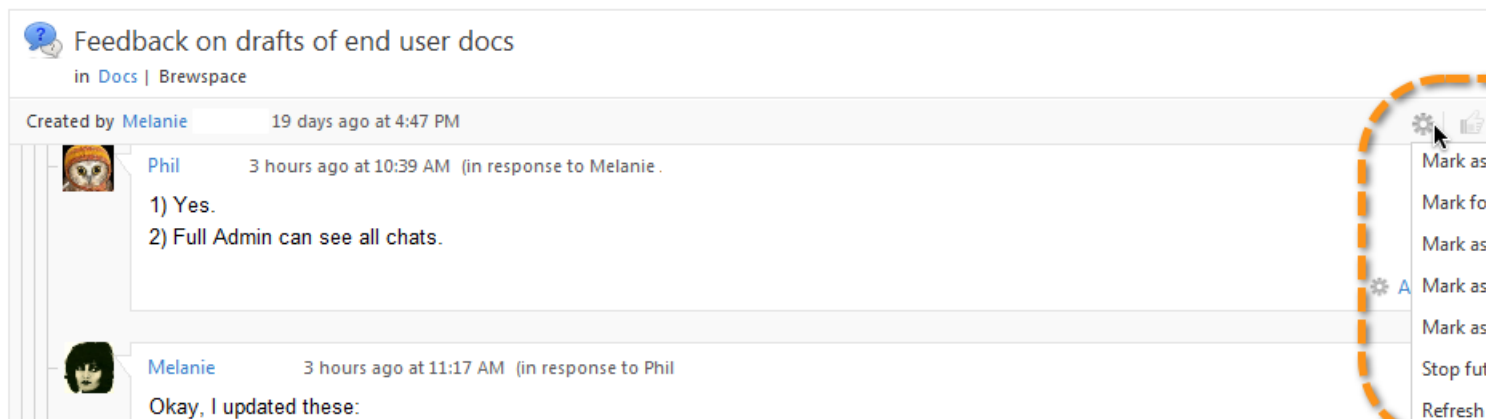 Feedback on drafts of end user docs
in Docs | Brewspace
Created by Melanie 19 days ago at 4:47 PM
Phil 3 hours ago at 10:39 AM (in response to Melanie .
1) Yes.
2) Full Admin can see all chats.
Mark as
Mark fo
Mark as
A Mark as
Mark as
Stop fut
Refresh
Melanie 3 hours ago at 11:17 AM (in response to Phil
Okay, I updated these: